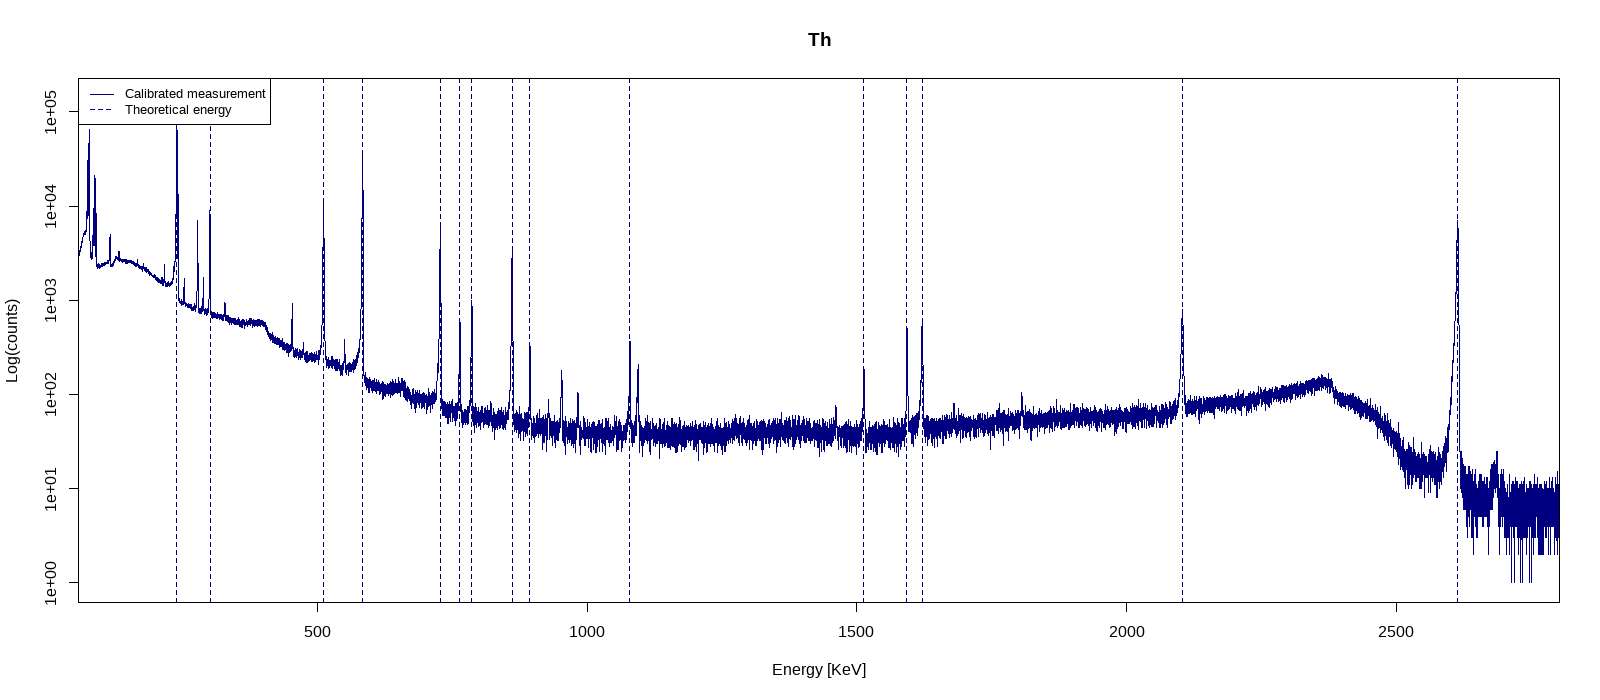 Th
Calibrated measurement
Theoretical energy
Log(counts)
1e+05
1e+04
1e+03
1e+02
1e+01
1e+00
500 1000 1500 2000 2500
Energy [KeV]